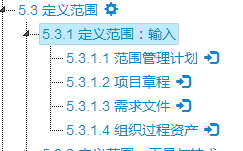 5.3 定义范围
5.3.1 定义范围：输入
5.3.1.1 范围管理计划
5.3.1.2 项目章程
5.3.1.3 需求文件
5.3.1.4 组织过程资产